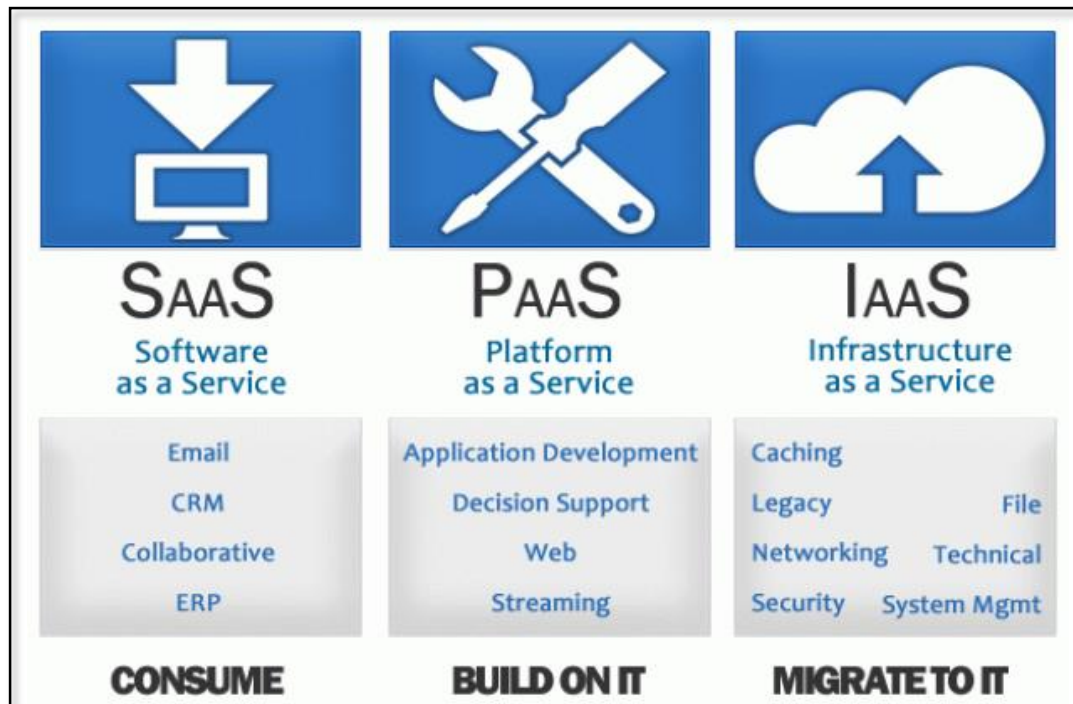 SAAS
Software
as a Service
Email
CRM
Collaborative
ERP
CONSUME
PAAS
Platform
as a Service
Application Development
Decision Support
Web
Streaming
BUILD ON IT
IAAS
Infrastructure
as a Service
Caching
Legacy File
Networking Technical
Security System Mgmt
MIGRATE TO IT